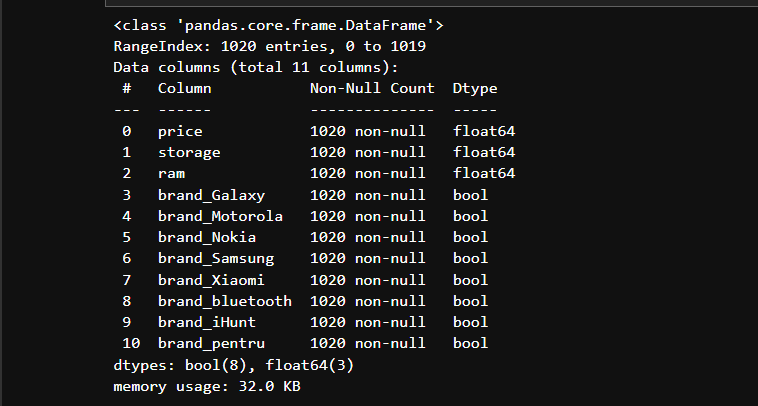 <class 'pandas.core.frame.DataFrame'>
RangeIndex: 1020 entries, 0 to 1019
Data columns (total 11 columns):
 #   Column           Non-Null Count  Dtype
---  ------           --------------  -----
 0   price            1020 non-null   float64
 1   storage          1020 non-null   float64
 2   ram              1020 non-null   float64
 3   brand_Galaxy     1020 non-null   bool
 4   brand_Motorola   1020 non-null   bool
 5   brand_Nokia      1020 non-null   bool
 6   brand_Samsung    1020 non-null   bool
 7   brand_Xiaomi     1020 non-null   bool
 8   brand_bluetooth  1020 non-null   bool
 9   brand_iHunt      1020 non-null   bool
 10  brand_pentru     1020 non-null   bool
dtypes: bool(8), float64(3)
memory usage: 32.0 KB